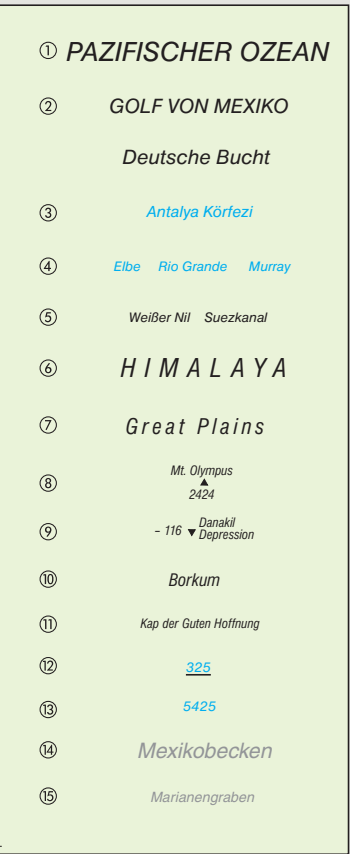 ① PAZIFISCHER OZEAN
② GOLF VON MEXIKO
Deutsche Bucht
③ Antalya Körfezi
④ Elbe Rio Grande Murray
⑤ Weißer Nil Suezkanal
⑥ HIMALAYA
⑦ Great Plains
⑧ Mt. Olympus
2424
⑨ - 116 Danakil
Depression
⑩ Borkum
⑪ Kap der Guten Hoffnung
⑫ 325
⑬ 5425
⑭ Mexikobecken
⑮ Marianengraben